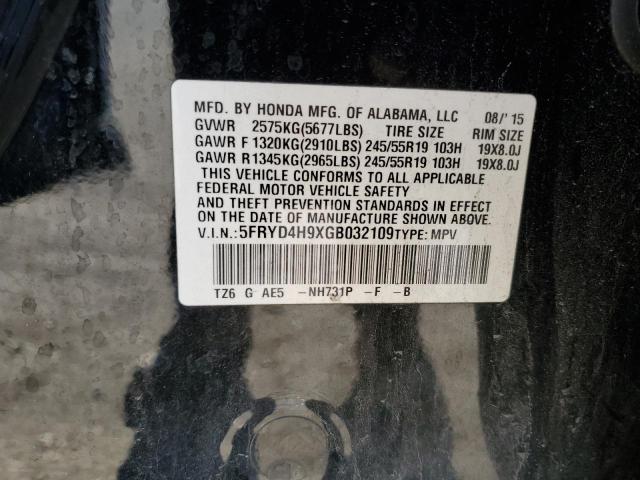 MFD. BY HONDA MFG. OF ALABAMA, LLC 08/'15
GVWR 2575KG(5677LBS) TIRE SIZE RIM SIZE
GAWR F 1320KG(2910LBS) 245/55R19 103H 19X8.0J
GAWR R 1345KG(2965LBS) 245/55R19 103H 19X8.0J
THIS VEHICLE CONFORMS TO ALL APPLICABLE
FEDERAL MOTOR VEHICLE SAFETY
AND THEFT PREVENTION STANDARDS IN EFFECT
ON THE DATE OF MANUFACTURE SHOWN ABOVE.
V.I.N.: 5FRYD4H9XGB032109 TYPE: MPV
TZ6 G AE5 -NH731P -F -B